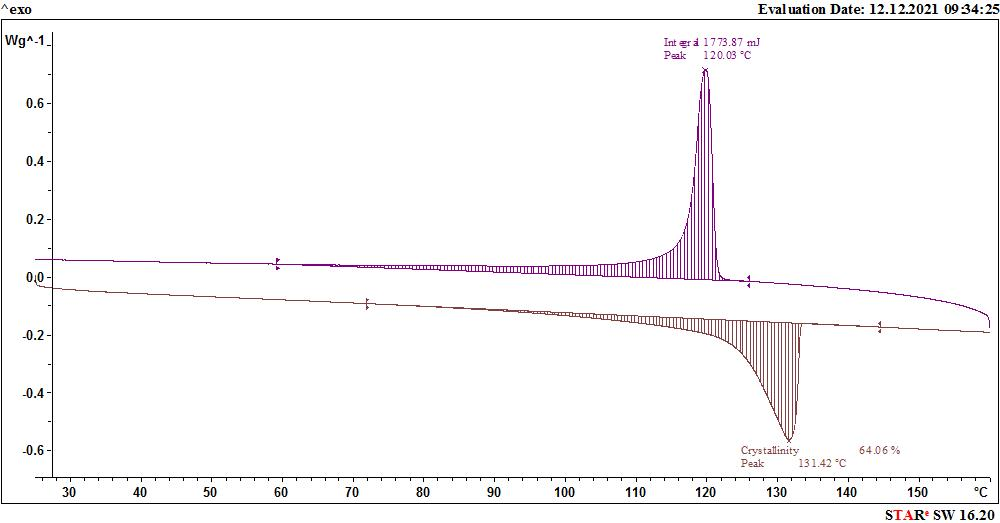 ^exo
Evaluation Date: 12.12.2021 09:34:25
Wg^-1
Integral 1773.87 mJ
Peak 120.03 °C
0.6
0.4
0.2
0.0
-0.2
-0.4
-0.6
Crystallinity 64.06 %
Peak 131.42 °C
30 40 50 60 70 80 90 100 110 120 130 140 150 °C
STARe SW 16.20